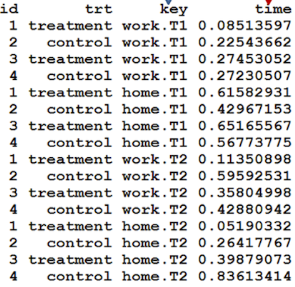 id trt key time
1 treatment work.T1 0.08513597
2 control work.T1 0.22543662
3 treatment work.T1 0.27453052
4 control work.T1 0.27230507
1 treatment home.T1 0.61582931
2 control home.T1 0.42967153
3 treatment home.T1 0.65165567
4 control home.T1 0.56773775
1 treatment work.T2 0.11350898
2 control work.T2 0.59592531
3 treatment work.T2 0.35804998
4 control work.T2 0.42880942
1 treatment home.T2 0.05190332
2 control home.T2 0.26417767
3 treatment home.T2 0.39879073
4 control home.T2 0.83613414